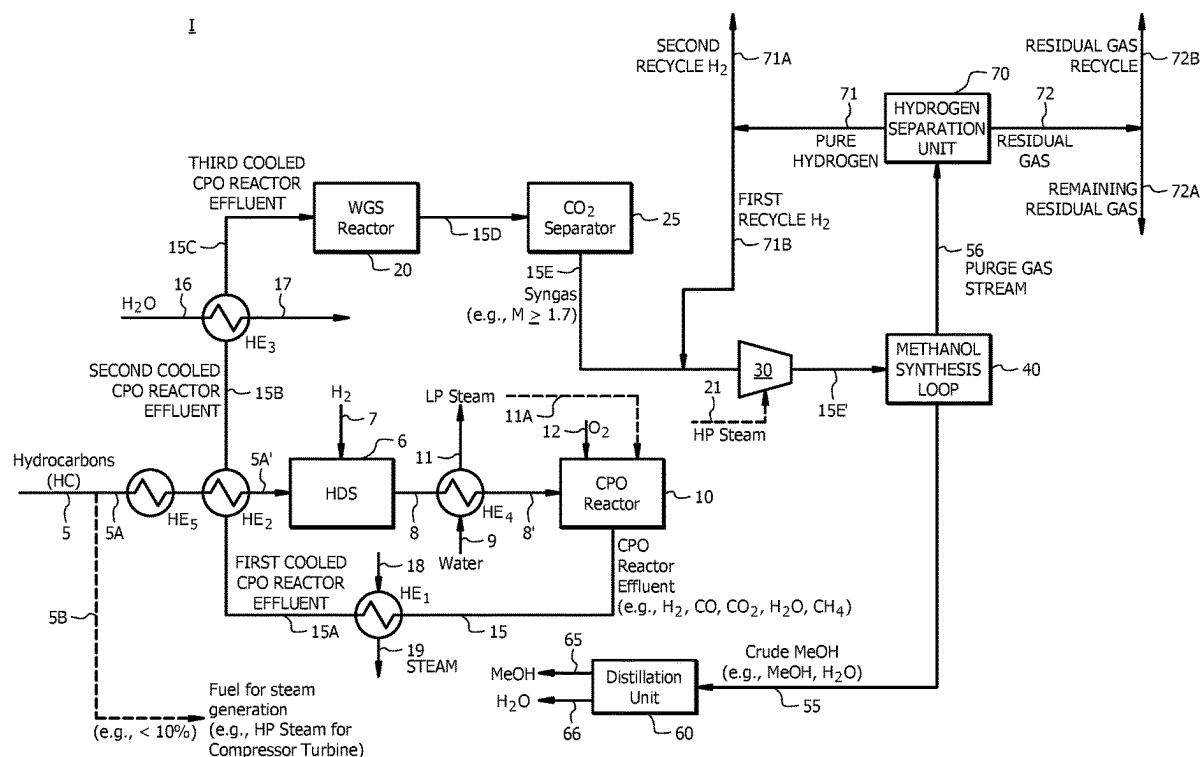 I
SECOND
RECYCLE H2
71A
RESIDUAL GAS
RECYCLE
72B
70
71
HYDROGEN
SEPARATION
UNIT
72
PURE
HYDROGEN
RESIDUAL
GAS
THIRD COOLED
CPO REACTOR
EFFLUENT
WGS
Reactor
CO2
Separator
25
FIRST
RECYCLE H2
71B
REMAINING
RESIDUAL GAS
72A
15C
20
15D
15E
Syngas
(e.g., M ≥ 1.7)
56
PURGE GAS
STREAM
H2O
16
17
HE3
30
METHANOL
SYNTHESIS
LOOP
40
SECOND COOLED
CPO REACTOR
EFFLUENT
15B
21
HP Steam
15E'
H2
7
LP Steam
11A
12
O2
6
Hydrocarbons
(HC)
5A'
HDS
11
CPO
Reactor
10
5
5A
HE5
HE2
8
HE4
8'
9
Water
FIRST COOLED
CPO REACTOR
EFFLUENT
18
HE1
CPO
Reactor
Effluent
(e.g., H2, CO, CO2, H2O, CH4)
5B
15A
15
19
STEAM
65
MeOH
Distillation
Unit
Crude MeOH
(e.g., MeOH, H2O)
H2O
66
60
55
Fuel for steam
generation
(e.g., < 10%)
(e.g., HP Steam for
Compressor Turbine)